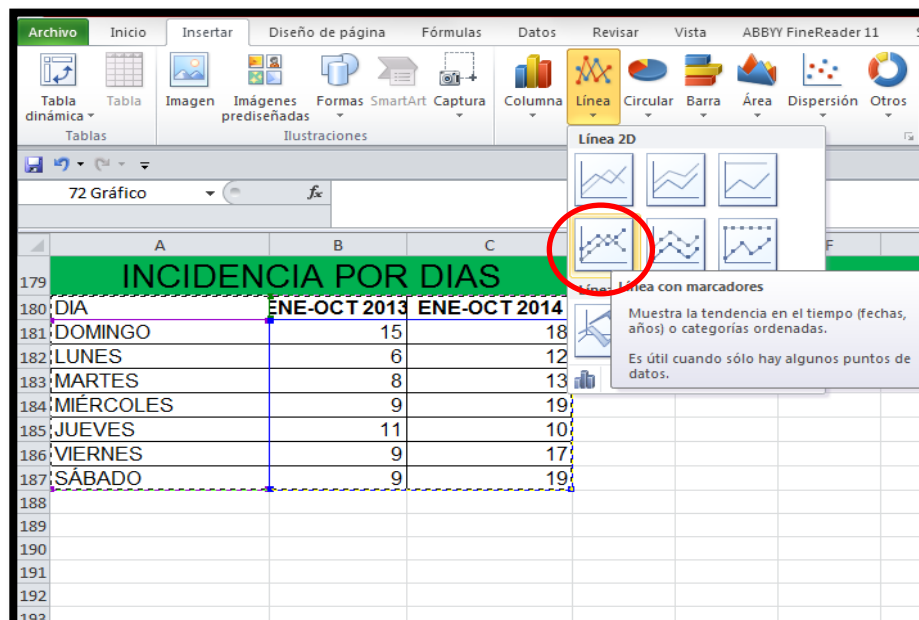 Archivo Inicio Insertar Diseño de página Fórmulas Datos Revisar Vista ABBYY FineReader 11
Tabla dinámica Tabla Imagen Imágenes prediseñadas Formas SmartArt Captura Columna Línea Circular Barra Área Dispersión Otros
Tablas Ilustraciones
Línea 2D
72 Gráfico fx
A B C F
179 INCIDENCIA POR DIAS
Línea con marcadores
Muestra la tendencia en el tiempo (fechas,
años) o categorías ordenadas.
Es útil cuando sólo hay algunos puntos de
datos.
180 DIA ENE-OCT 2013 ENE-OCT 2014
181 DOMINGO 15 18
182 LUNES 6 12
183 MARTES 8 13
184 MIÉRCOLES 9 19
185 JUEVES 11 10
186 VIERNES 9 17
187 SÁBADO 9 19
188
189
190
191
192
193